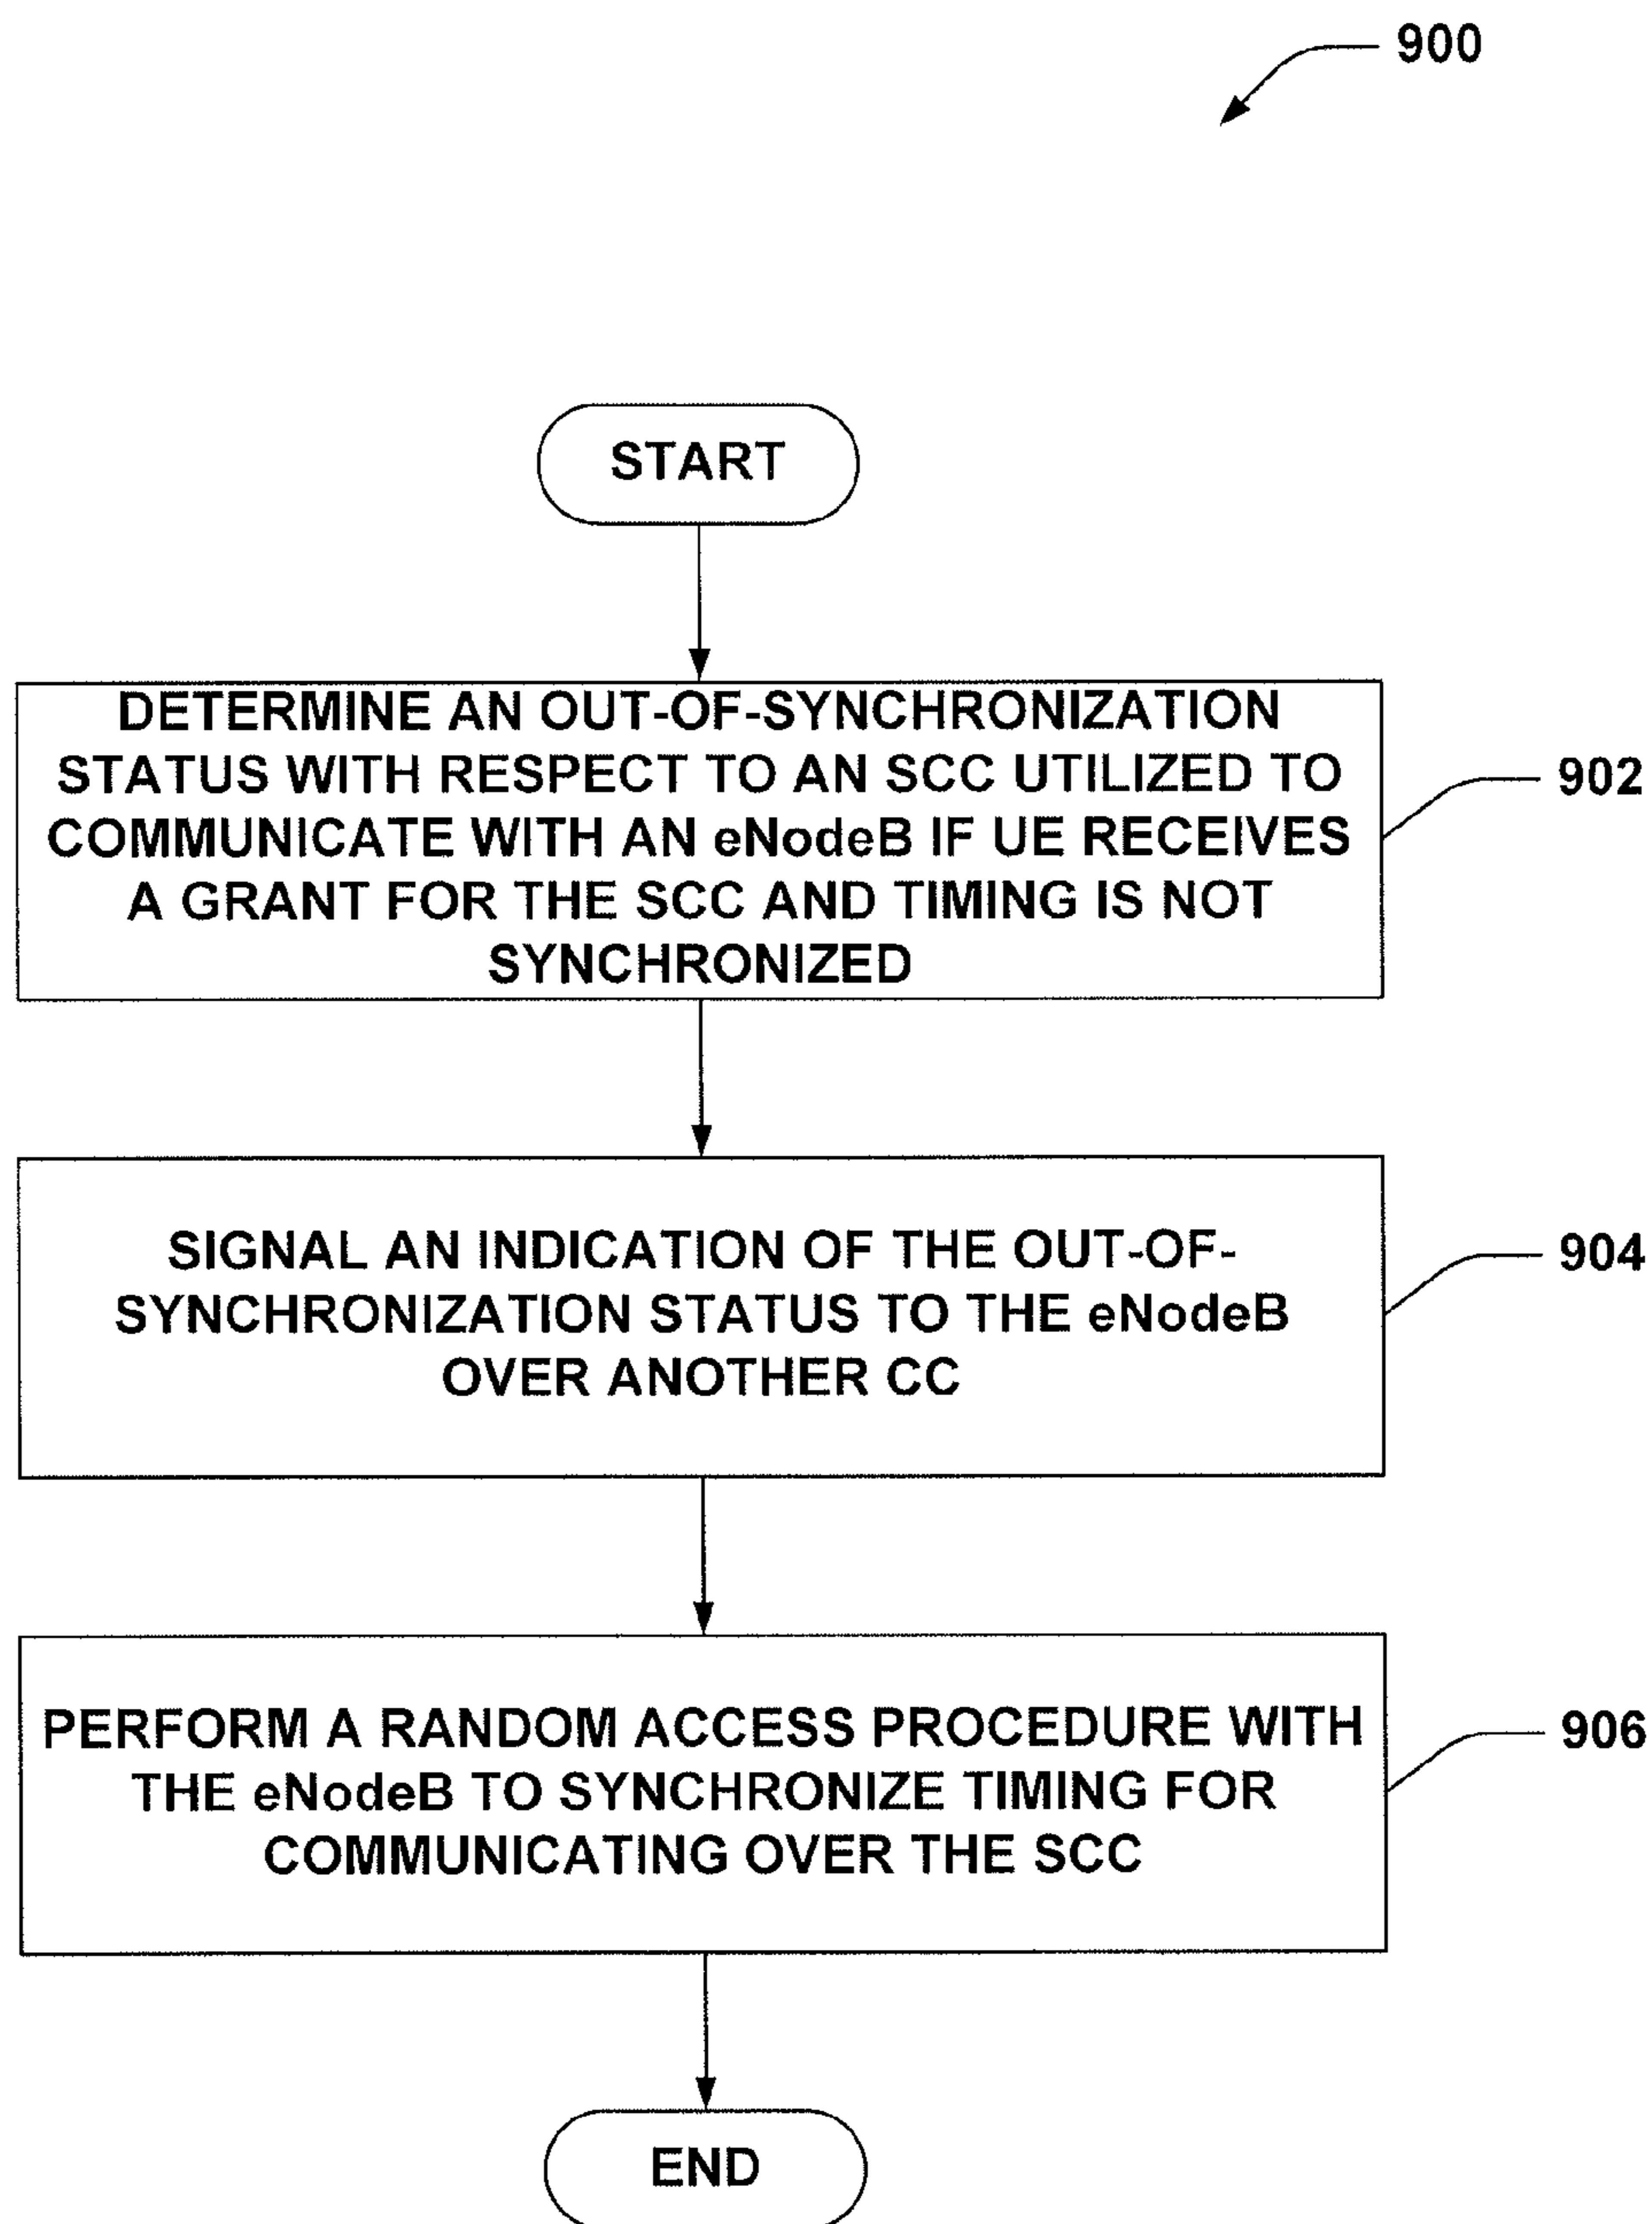 900
START
DETERMINE AN OUT-OF-SYNCHRONIZATION
STATUS WITH RESPECT TO AN SCC UTILIZED TO
COMMUNICATE WITH AN eNodeB IF UE RECEIVES
A GRANT FOR THE SCC AND TIMING IS NOT
SYNCHRONIZED
902
SIGNAL AN INDICATION OF THE OUT-OF-
SYNCHRONIZATION STATUS TO THE eNodeB
OVER ANOTHER CC
904
PERFORM A RANDOM ACCESS PROCEDURE WITH
THE eNodeB TO SYNCHRONIZE TIMING FOR
COMMUNICATING OVER THE SCC
906
END